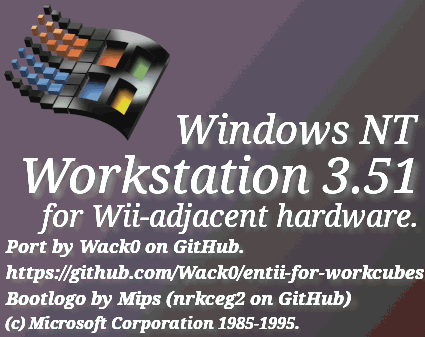 Windows NT
Workstation 3.51
for Wii-adjacent hardware.
Port by Wack0 on GitHub.
https://github.com/Wack0/entii-for-workcubes
Bootlogo by Mips (nrkceg2 on GitHub)
(c) Microsoft Corporation 1985-1995.